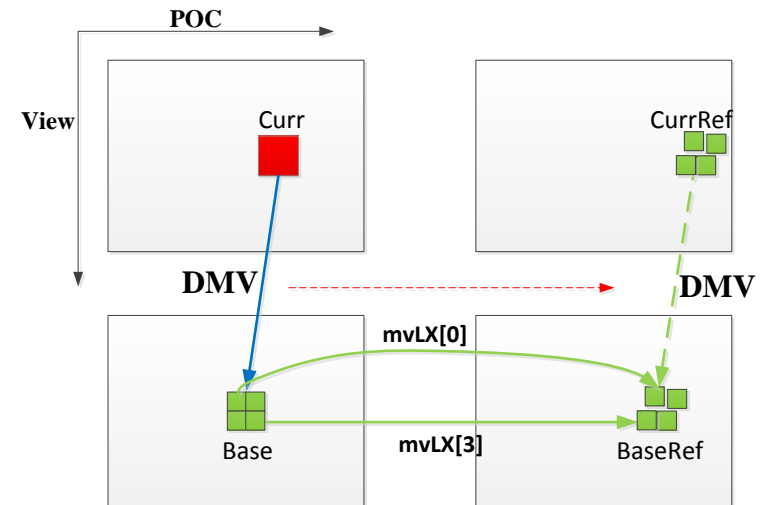 POC
View
Curr
CurrRef
DMV
DMV
mvLX[0]
mvLX[3]
Base
BaseRef